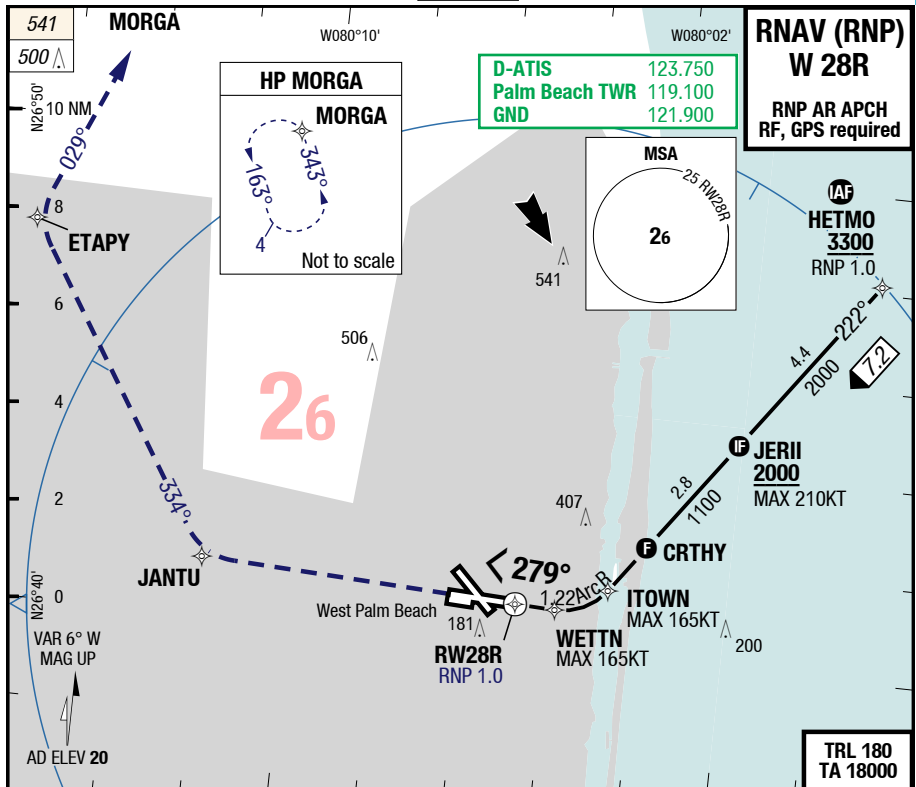 541
500
MORGA
W080°10'
W080°02'
RNAV (RNP)
W 28R
RNP AR APCH
RF, GPS required
D-ATIS 123.750
Palm Beach TWR 119.100
GND 121.900
HP MORGA
MORGA
343°
163°
4
Not to scale
MSA
25 RW28R
26
N26°50'
10 NM
029°
8
ETAPY
541
IAF
HETMO
3300
RNP 1.0
222°
6
506
4.4
2000
7.2
4
26
IF
JERII
2000
MAX 210KT
2.8
1100
334°
2
407
JANTU
279°
F
CRTHY
N26°40'
0
1.22
Arc R
ITOWN
MAX 165KT
West Palm Beach
181
WETTN
MAX 165KT
200
RW28R
RNP 1.0
VAR 6° W
MAG UP
AD ELEV 20
TRL 180
TA 18000